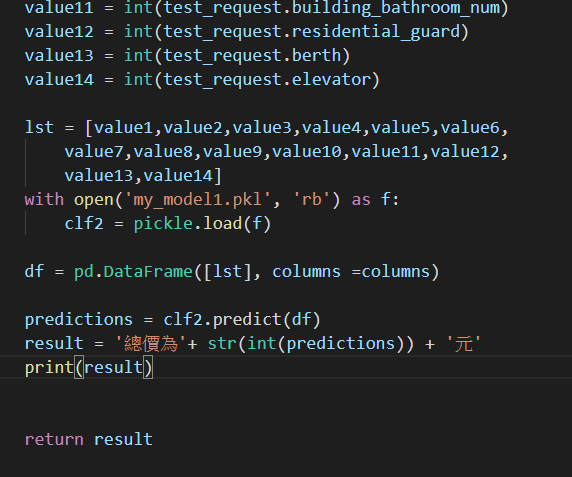 value11 = int(test_request.building_bathroom_num)
value12 = int(test_request.residential_guard)
value13 = int(test_request.berth)
value14 = int(test_request.elevator)
lst = [value1,value2,value3,value4,value5,value6,
value7,value8,value9,value10,value11,value12,
value13,value14]
with open('my_model1.pkl', 'rb') as f:
clf2 = pickle.load(f)
df = pd.DataFrame([lst], columns =columns)
predictions = clf2.predict(df)
result = '總價為'+ str(int(predictions)) + '元'
print(result)
return result